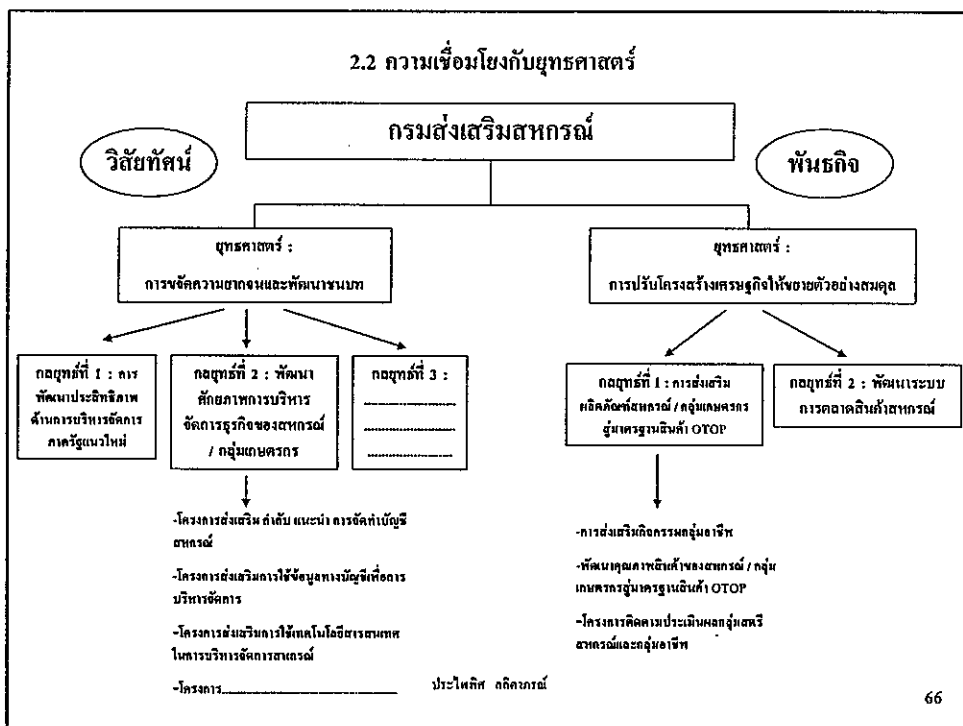 2.2 ความเชื่อมโยงกับยุทธศาสตร์
กรมส่งเสริมสหกรณ์
วิสัยทัศน์
พันธกิจ
ยุทธศาสตร์ :
การขจัดความยากจนและพัฒนาชนบท
ยุทธศาสตร์ :
การปรับโครงสร้างเศรษฐกิจให้ขยายตัวอย่างสมดุล
กลยุทธ์ที่ 1 : การ
พัฒนาประสิทธิภาพ
ด้านการบริหารจัดการ
ภาครัฐแนวใหม่
กลยุทธ์ที่ 2 : พัฒนา
ศักยภาพการบริหาร
จัดการธุรกิจของสหกรณ์
/ กลุ่มเกษตรกร
กลยุทธ์ที่ 3 :
กลยุทธ์ที่ 1 : การส่งเสริม
ผลิตภัณฑ์สหกรณ์ / กลุ่มเกษตรกร
สู่มาตรฐานสินค้า OTOP
กลยุทธ์ที่ 2 : พัฒนาระบบ
การตลาดสินค้าสหกรณ์
-โครงการส่งเสริม กำกับ แนะนำ การจัดทำบัญชี
สหกรณ์
-โครงการส่งเสริมการใช้ข้อมูลทางบัญชีเพื่อการ
บริหารจัดการ
-โครงการส่งเสริมการใช้เทคโนโลยีสารสนเทศ
ในการบริหารจัดการสหกรณ์
-โครงการ
-การส่งเสริมกิจกรรมกลุ่มอาชีพ
-พัฒนาคุณภาพสินค้าของสหกรณ์ / กลุ่ม
เกษตรกรสู่มาตรฐานสินค้า OTOP
-โครงการติดตามประเมินผลกลุ่มสตรี
สหกรณ์และกลุ่มอาชีพ
66